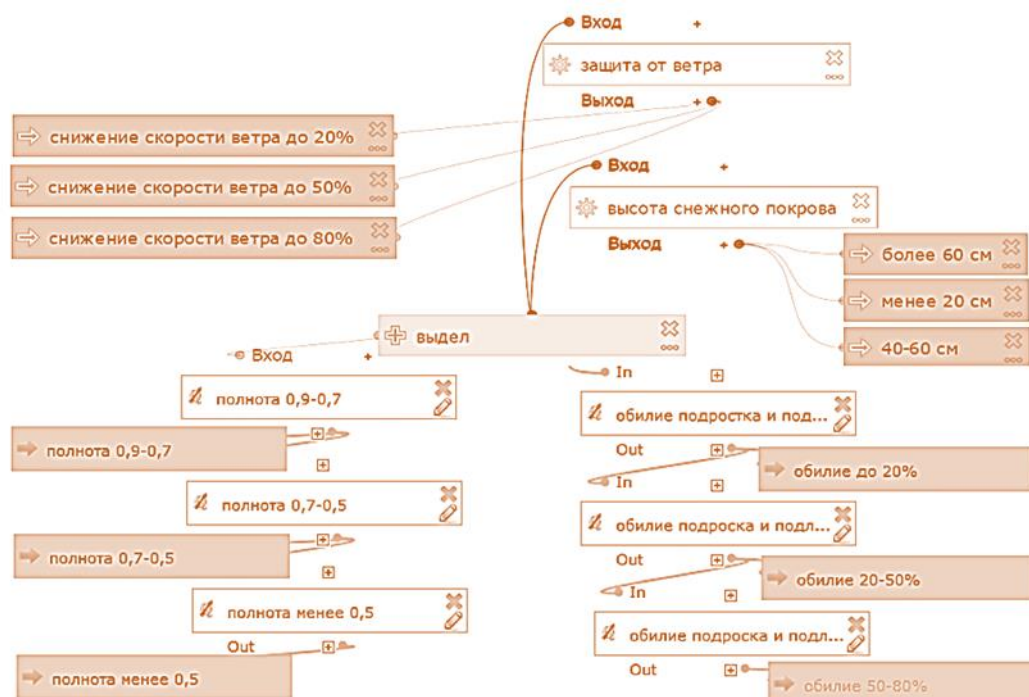 Вход
защита от ветра
Выход
снижение скорости ветра до 20%
снижение скорости ветра до 50%
снижение скорости ветра до 80%
Вход
высота снежного покрова
Выход
более 60 см
менее 20 см
40-60 см
выдел
Вход
полнота 0,9-0,7
полнота 0,9-0,7
полнота 0,7-0,5
полнота 0,7-0,5
полнота менее 0,5
Out
полнота менее 0,5
In
обилие подростка и под...
Out
обилие до 20%
In
обилие подроска и подл...
Out
обилие 20-50%
In
обилие подроска и подл...
Out
обилие 50-80%